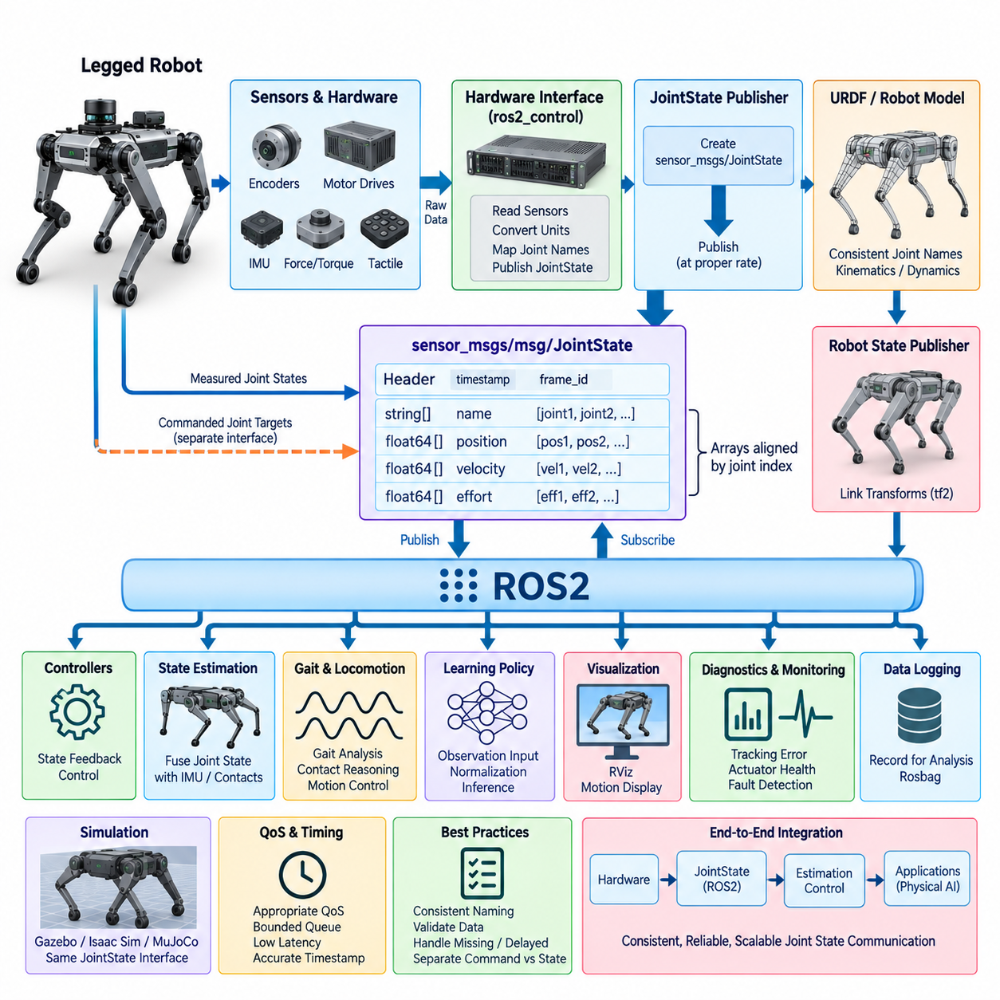 Legged Robot
Sensors & Hardware
Encoders
Motor Drives
IMU
Force/Torque
Tactile
Raw
Data
Hardware Interface
(ros2_control)
Read Sensors
Convert Units
Map Joint Names
Publish JointState
JointState Publisher
Create
sensor_msgs/JointState
Publish
(at proper rate)
URDF / Robot Model
Consistent Joint Names
Kinematics / Dynamics
Measured Joint States
Commanded Joint Targets
(separate interface)
sensor_msgs/msg/JointState
Header timestamp frame_id
string[] name [joint1, joint2, ...]
float64[] position [pos1, pos2, ...]
float64[] velocity [vel1, vel2, ...]
float64[] effort [eff1, eff2, ...]
Arrays aligned
by joint index
Robot State Publisher
Link Transforms (tf2)
Publish
Subscribe
ROS2
Controllers
State Feedback
Control
State Estimation
Fuse Joint State
with IMU / Contacts
Gait & Locomotion
Gait Analysis
Contact Reasoning
Motion Control
Learning Policy
Observation Input
Normalization
Inference
Visualization
RViz
Motion Display
Diagnostics & Monitoring
Tracking Error
Actuator Health
Fault Detection
Data Logging
Record for Analysis
Rosbag
Simulation
Gazebo / Isaac Sim / MuJoCo
Same JointState Interface
QoS & Timing
Appropriate QoS
Bounded Queue
Low Latency
Accurate Timestamp
Best Practices
Consistent Naming
Validate Data
Handle Missing / Delayed
Separate Command vs State
End-to-End Integration
Hardware
JointState
(ROS2)
Estimation
Control
Applications
(Physical AI)
Consistent, Reliable, Scalable Joint State Communication